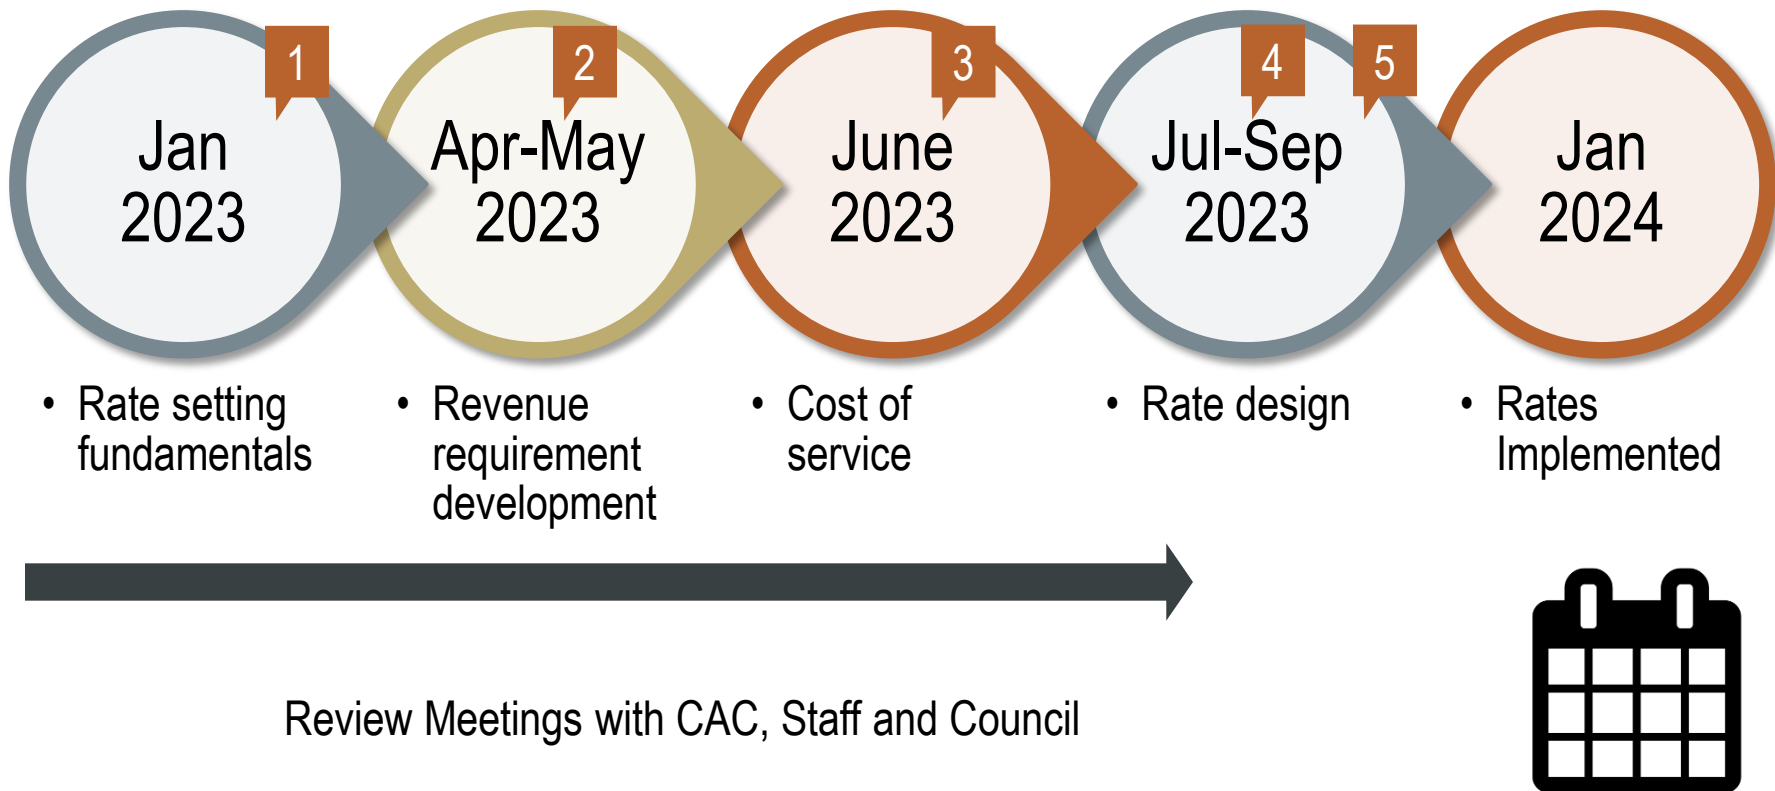 1
Jan
2023
• Rate setting
fundamentals
2
Apr-May
2023
• Revenue
requirement
development
3
June
2023
• Cost of
service
4
5
Jul-Sep
2023
• Rate design
Jan
2024
• Rates
Implemented
Review Meetings with CAC, Staff and Council